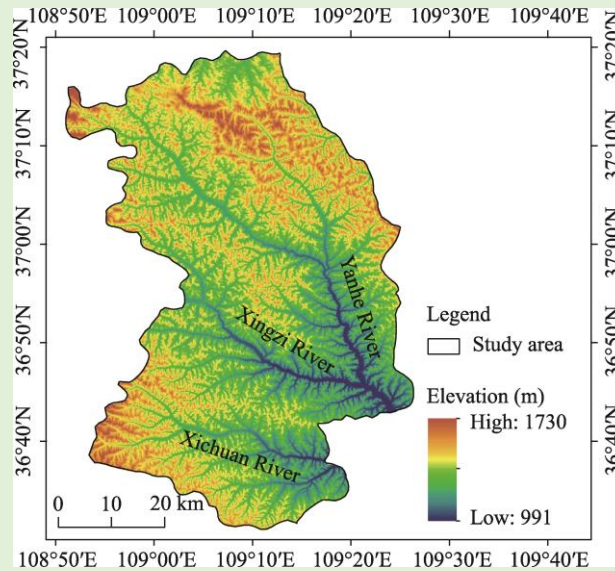 108°50′E 109°00′E 109°10′E 109°20′E 109°30′E 109°40′E
37°20′N
37°10′N
37°00′N
36°50′N
36°40′N
37°20′N
37°10′N
37°00′N
36°50′N
36°40′N
Yanhe River
Xingzi River
Xichuan River
Legend
Study area
Elevation (m)
High: 1730
Low: 991
0 10 20 km
108°50′E 109°00′E 109°10′E 109°20′E 109°30′E 109°40′E